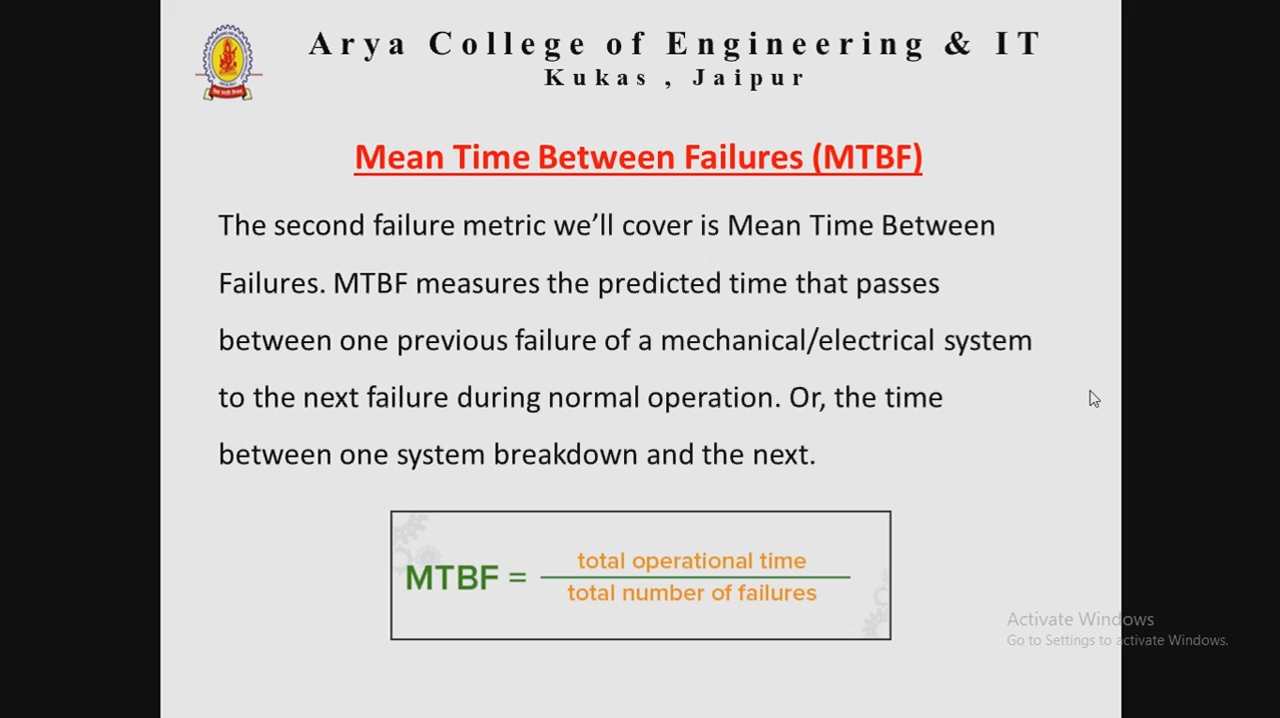 Arya College of Engineering & IT
Kukas , Jaipur
Mean Time Between Failures (MTBF)
The second failure metric we’ll cover is Mean Time Between
Failures. MTBF measures the predicted time that passes
between one previous failure of a mechanical/electrical system
to the next failure during normal operation. Or, the time
between one system breakdown and the next.
MTBF =
total operational time
total number of failures
Activate Windows
Go to Settings to activate Windows.